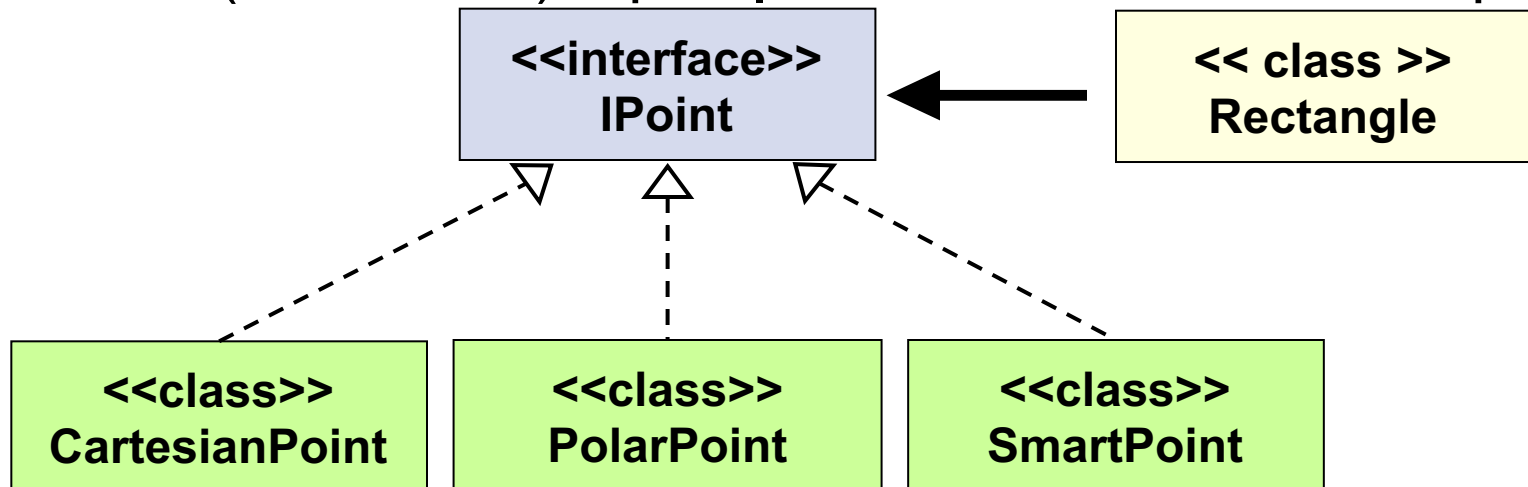 <<interface>>
IPoint
<< class >>
Rectangle
<<class>>
CartesianPoint
<<class>>
PolarPoint
<<class>>
SmartPoint